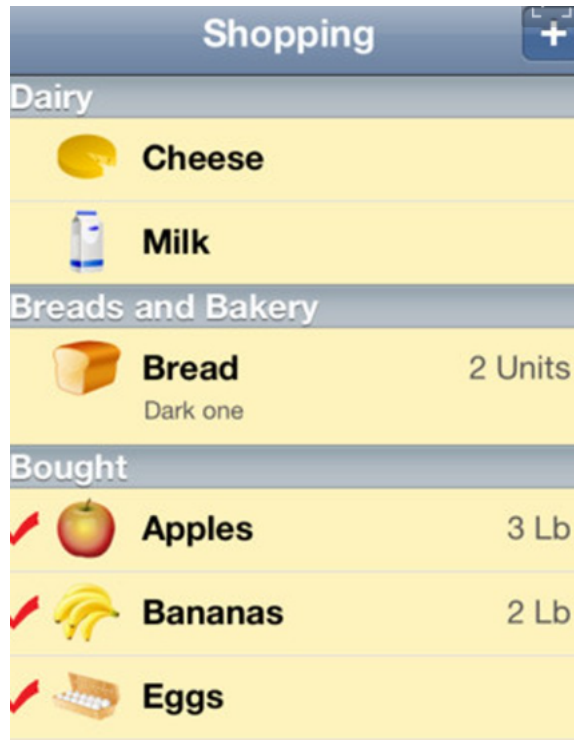 Shopping
+
Dairy
Cheese
Milk
Breads and Bakery
Bread 2 Units
Dark one
Bought
Apples 3 Lb
Bananas 2 Lb
Eggs